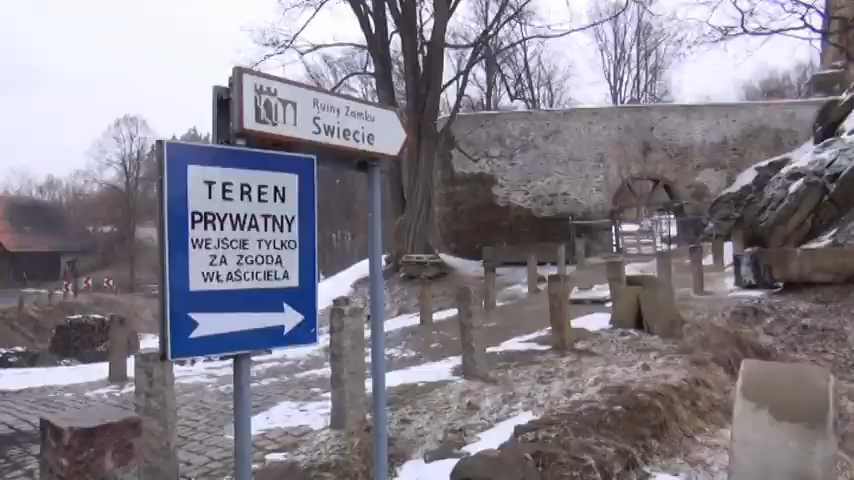 Ruiny Zamku
Świecie
TEREN
PRYWATNY
WEJŚCIE TYLKO
ZA ZGODĄ
WŁAŚCICIELA